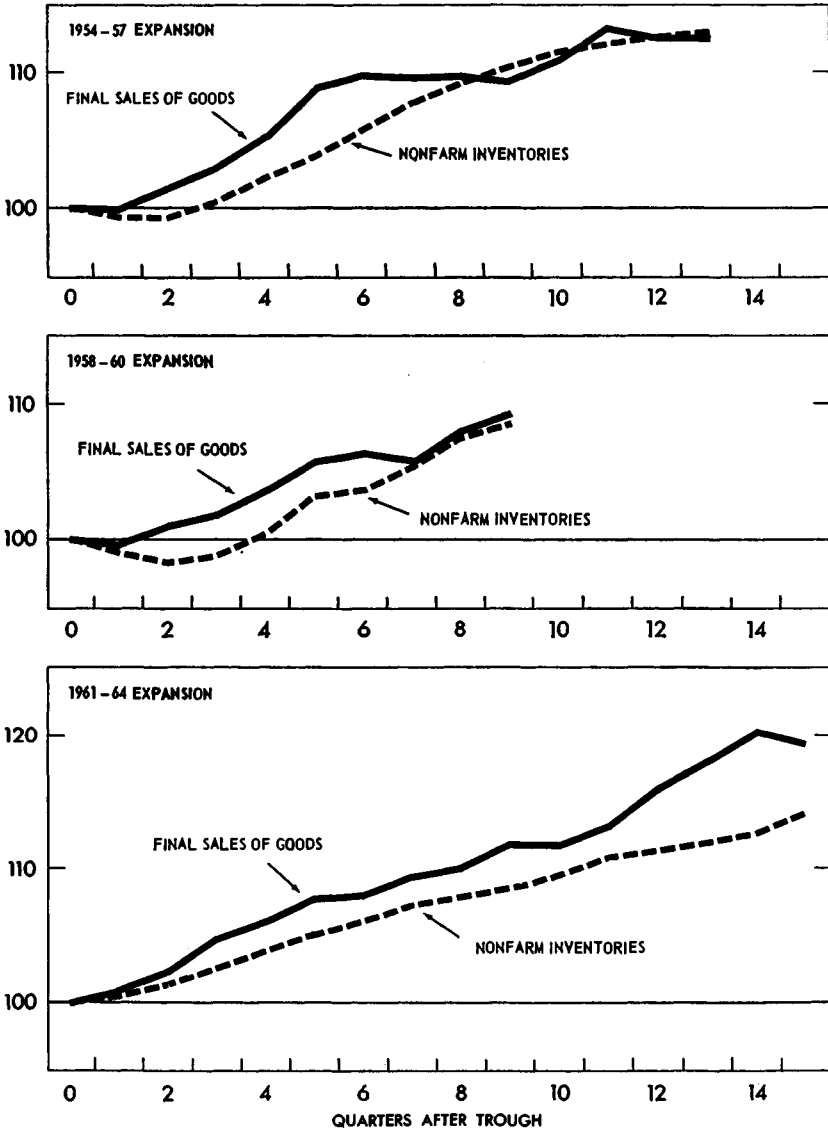 1954-57 EXPANSION
110
FINAL SALES OF GOODS
NONFARM INVENTORIES
100
0 2 4 6 8 10 12 14
1958-60 EXPANSION
110
FINAL SALES OF GOODS
NONFARM INVENTORIES
100
0 2 4 6 8 10 12 14
1961-64 EXPANSION
120
FINAL SALES OF GOODS
110
NONFARM INVENTORIES
100
0 2 4 6 8 10 12 14
QUARTERS AFTER TROUGH